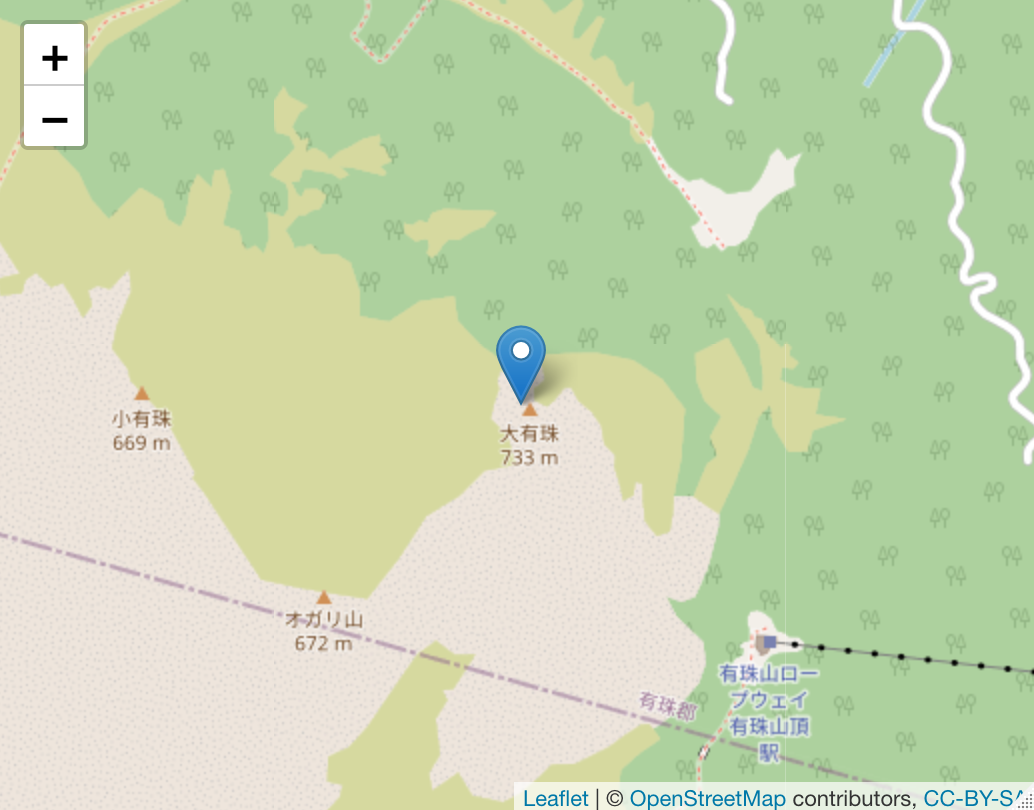 +
−
小有珠
669 m
大有珠
733 m
オガリ山
672 m
有珠郡
有珠山ロー
プウェイ
有珠山頂
駅
Leaflet | © OpenStreetMap contributors, CC-BY-SA